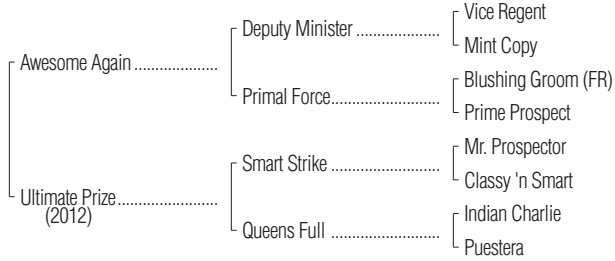 Vice Regent
Deputy Minister ....................
Mint Copy
Awesome Again ....................
Blushing Groom (FR)
Primal Force..........................
Prime Prospect
Mr. Prospector
Smart Strike ..........................
Classy 'n Smart
Ultimate Prize ........................
(2012)
Indian Charlie
Queens Full ..........................
Puestera